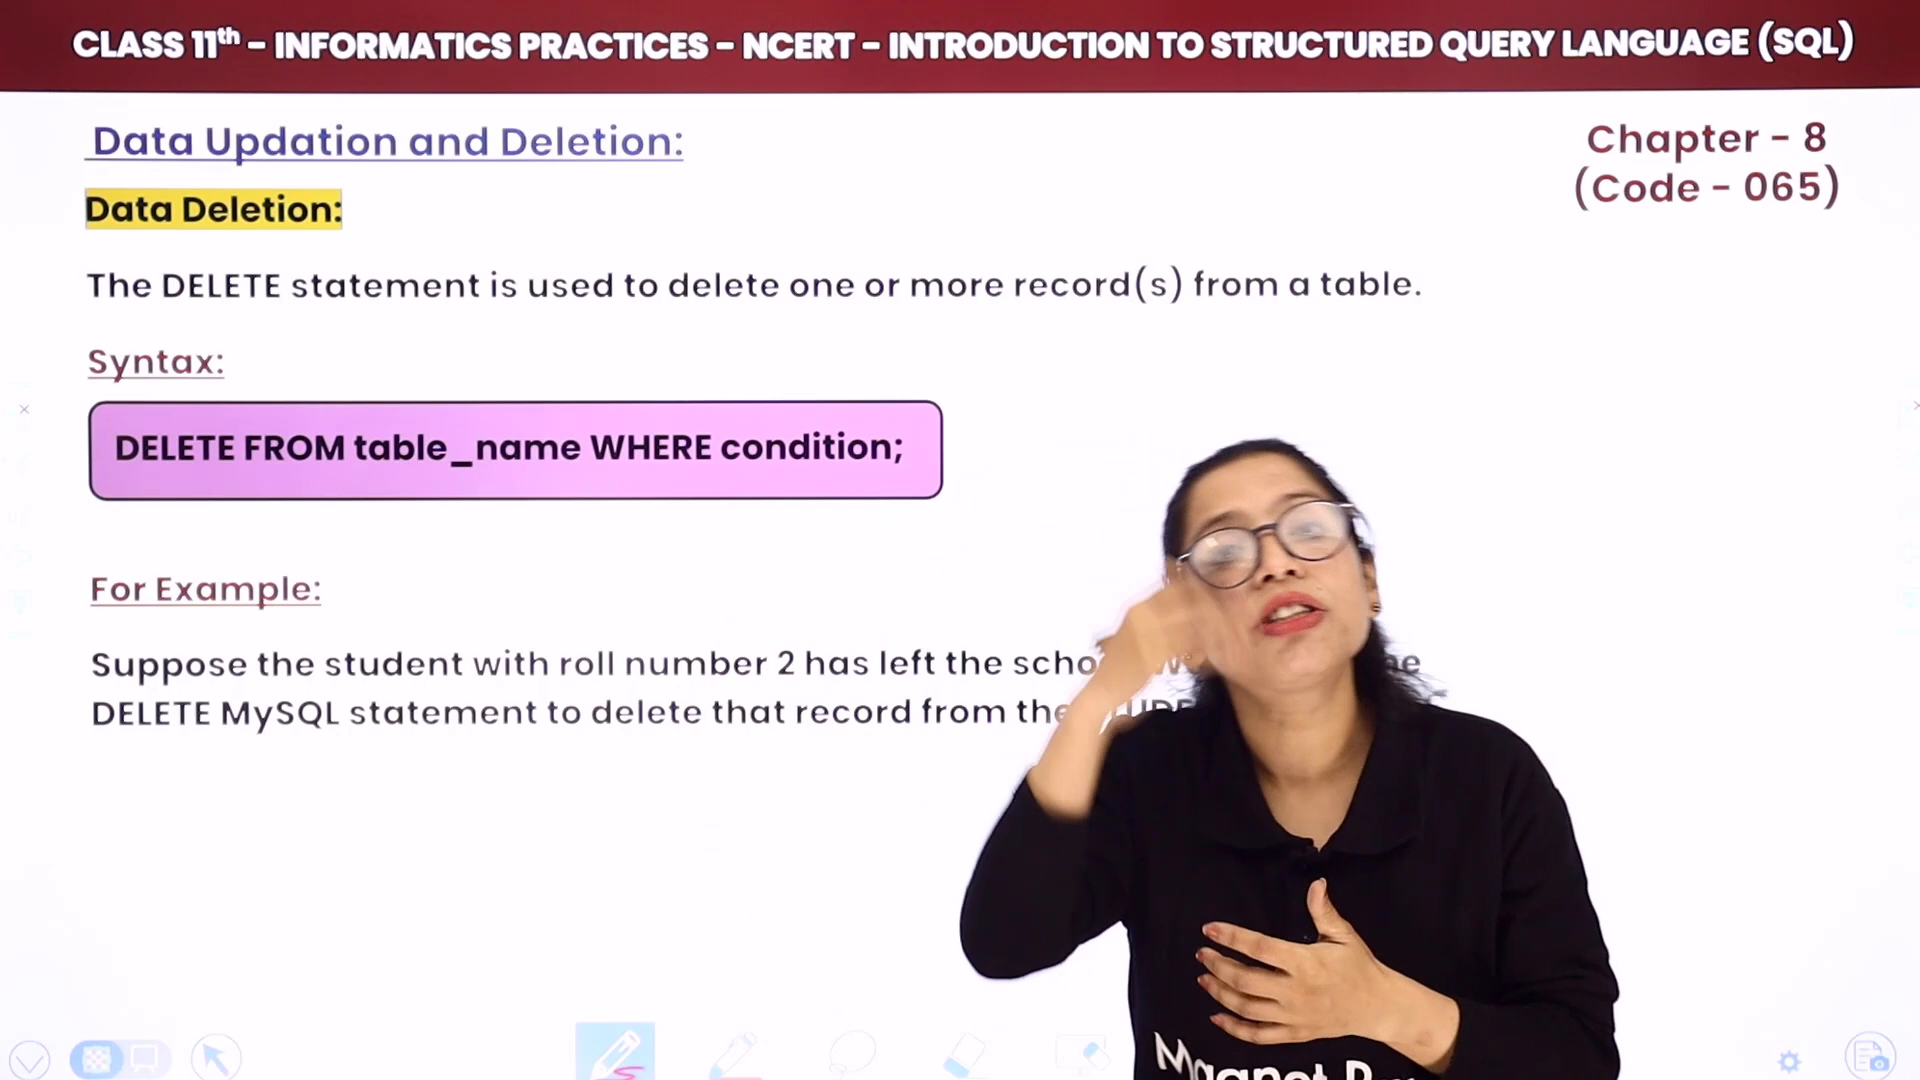 CLASS 11th - INFORMATICS PRACTICES - NCERT - INTRODUCTION TO STRUCTURED QUERY LANGUAGE (SQL)
Data Updation and Deletion:
Chapter - 8
(Code - 065)
Data Deletion:
The DELETE statement is used to delete one or more record(s) from a table.
Syntax:
DELETE FROM table_name WHERE condition;
For Example:
Suppose the student with roll number 2 has left the
DELETE MySQL statement to delete that record from the